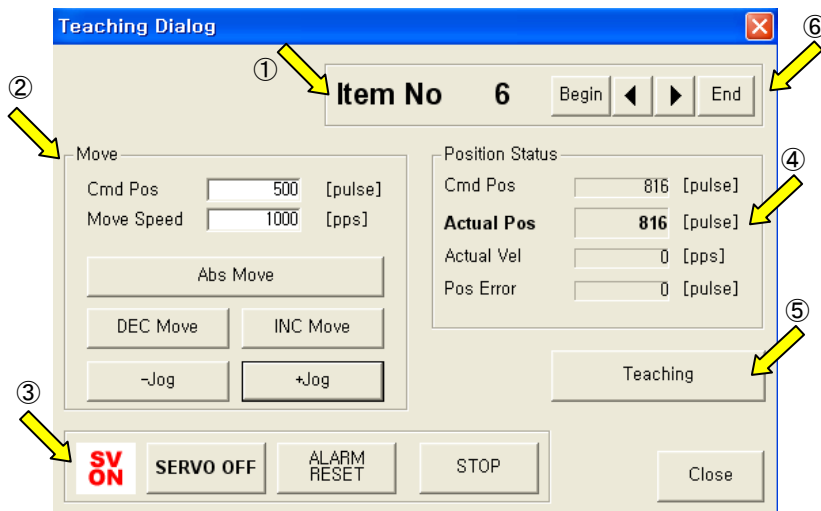 Teaching Dialog
⑥
①
Item No 6 Begin End
②
Move
Cmd Pos 500 [pulse]
Move Speed 1000 [pps]
Abs Move
DEC Move INC Move
-Jog +Jog
Position Status
④
Cmd Pos 816 [pulse]
Actual Pos 816 [pulse]
Actual Vel 0 [pps]
Pos Error 0 [pulse]
⑤
Teaching
③
SV
ON
SERVO OFF
ALARM
RESET
STOP
Close